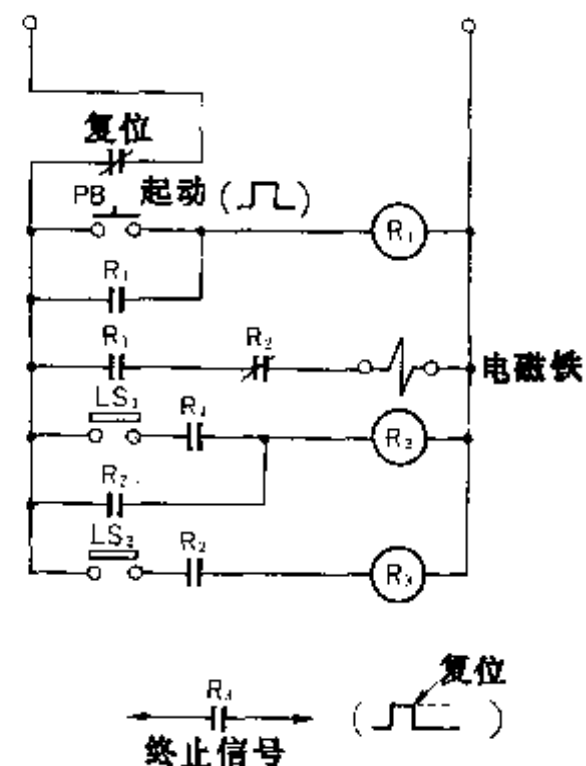 复位
PB 起动
R₁
R₁
R₁ R₂
电磁铁
LS₁ R₁
R₂
R₂
LS₂ R₂
R₃
R₃
复位
终止信号